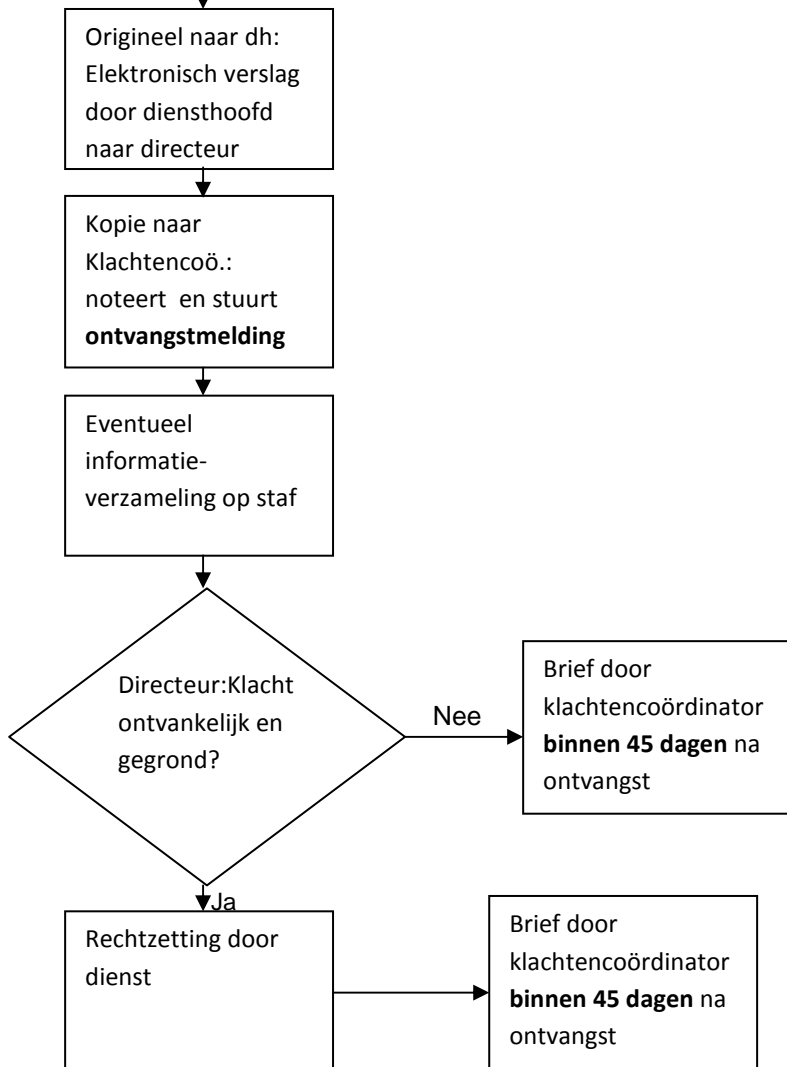 Origineel naar dh:
Elektronisch verslag
door diensthoofd
naar directeur
Kopie naar
Klachtencoö.:
noteert  en stuurt
ontvangstmelding
Eventueel
informatie-
verzameling op staf
Directeur:Klacht
ontvankelijk en
gegrond?
Nee
Brief door
klachtencoördinator
binnen 45 dagen na
ontvangst
Ja
Rechtzetting door
dienst
Brief door
klachtencoördinator
binnen 45 dagen na
ontvangst